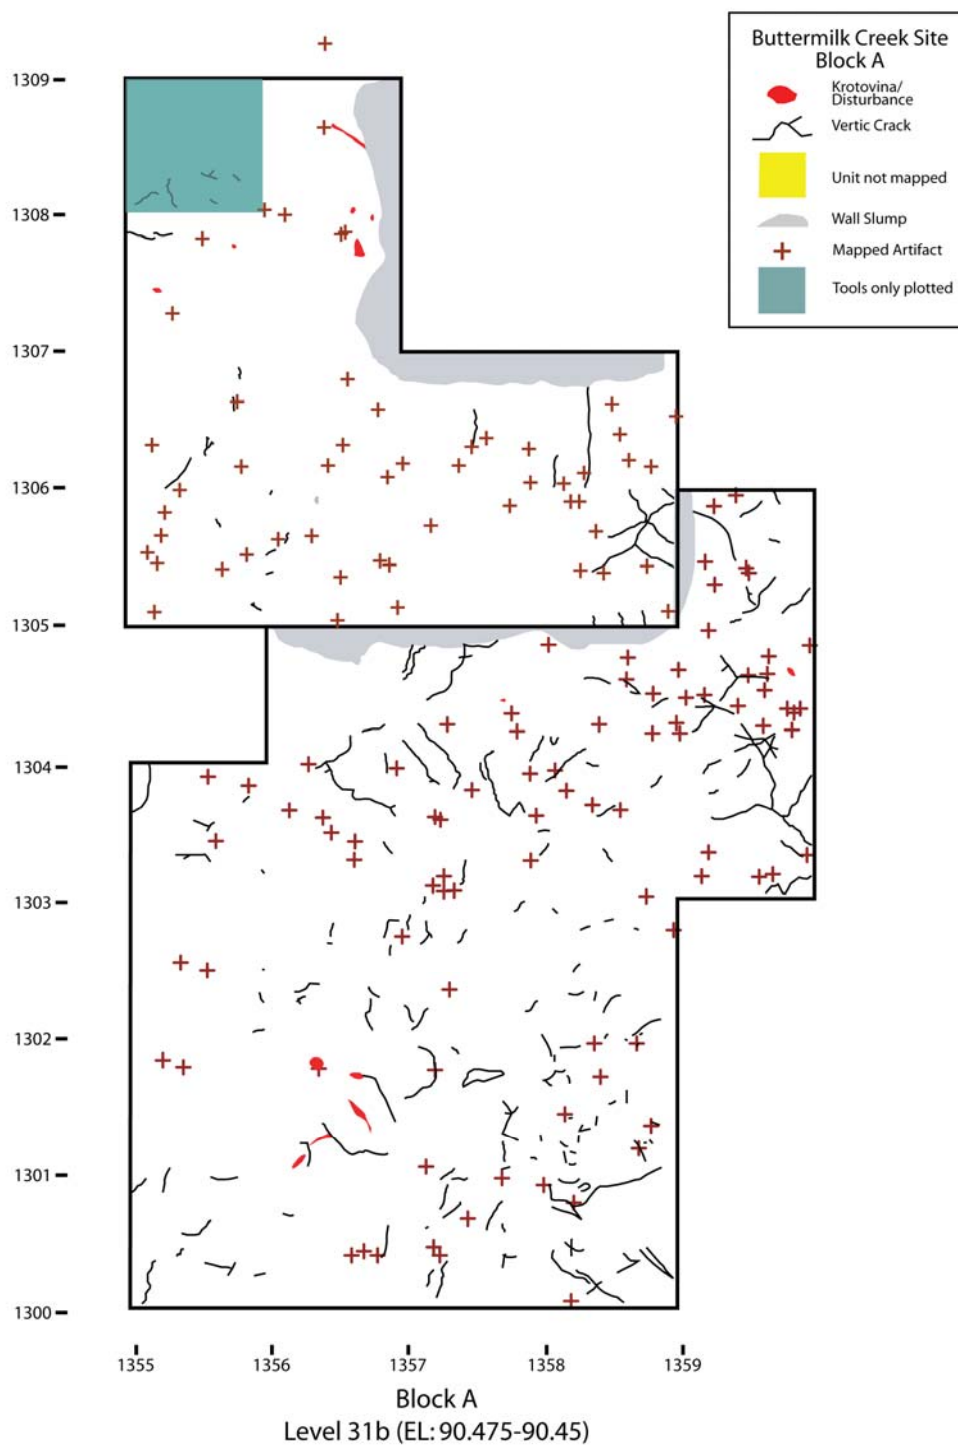 Buttermilk Creek Site
Block A
Krotovina/
Disturbance
Vertic Crack
Unit not mapped
Wall Slump
Mapped Artifact
Tools only plotted
1309
1308
1307
1306
1305
1304
1303
1302
1301
1300
1355 1356 1357 1358 1359
Block A
Level 31b (EL: 90.475-90.45)